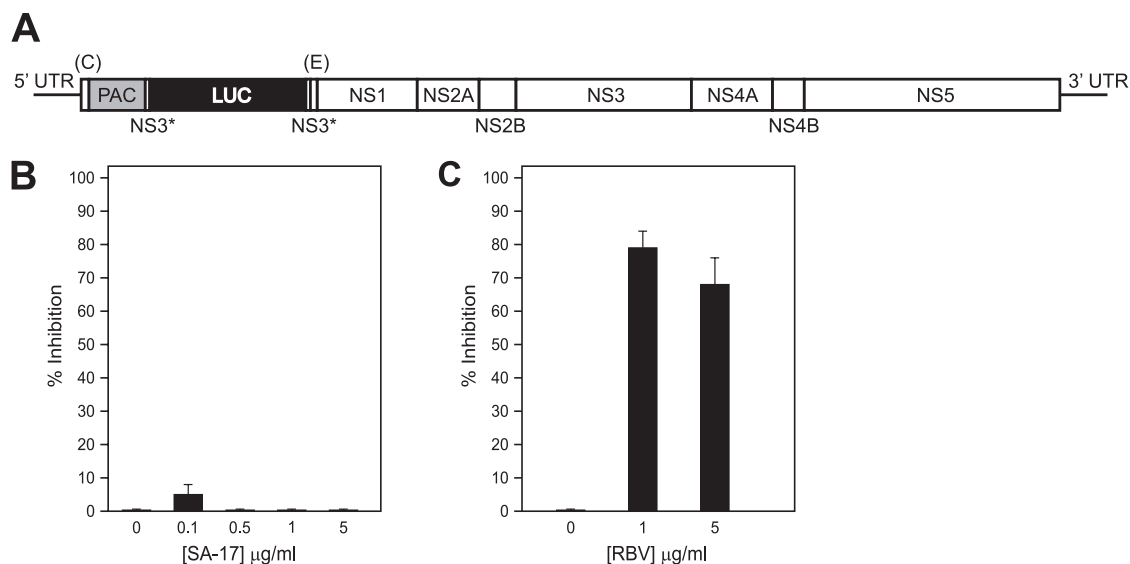 A
(C) (E)
5' UTR PAC LUC NS1 NS2A NS3 NS4A NS5 3' UTR
NS3* NS3* NS2B NS4B
B
100
90
80
70
60
50
40
30
20
10
0
% Inhibition
0 0.1 0.5 1 5
[SA-17] μg/ml
C
100
90
80
70
60
50
40
30
20
10
0
% Inhibition
0 1 5
[RBV] μg/ml